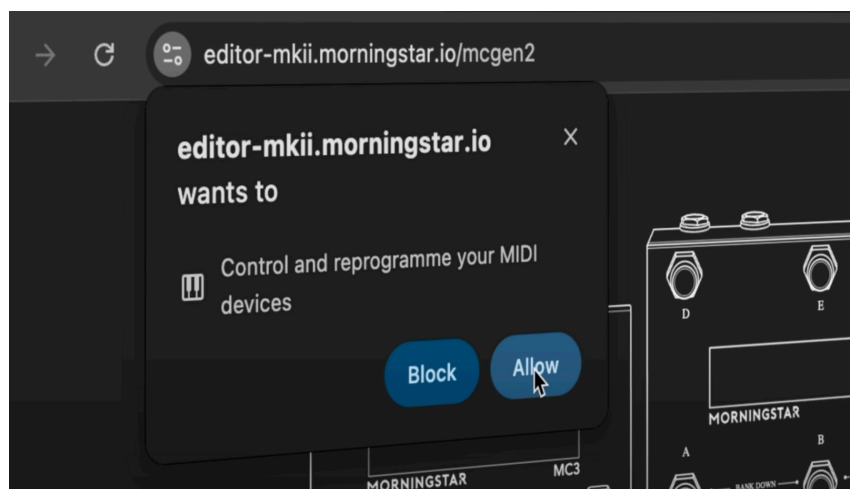 editor-mkii.morningstar.io/mcgen2
editor-mkii.morningstar.io
wants to
Control and reprogramme your MIDI
devices
Block
Allow
D
E
MORNINGSTAR
A
B
BANK DOWN
MC3
MORNINGSTAR